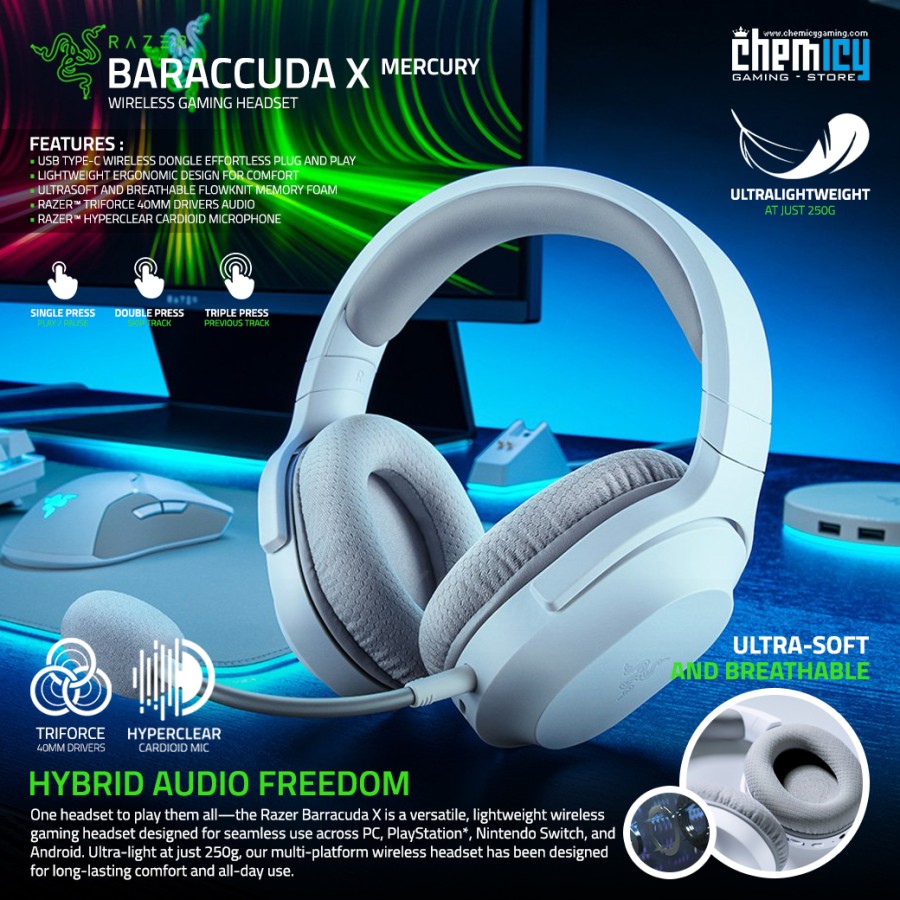 RAZER
BARACCUDA X MERCURY
WIRELESS GAMING HEADSET
www.chemicygaming.com
chemicy
GAMING - STORE
FEATURES :
▪ USB TYPE-C WIRELESS DONGLE EFFORTLESS PLUG AND PLAY
▪ LIGHTWEIGHT ERGONOMIC DESIGN FOR COMFORT
▪ ULTRASOFT AND BREATHABLE FLOWKNIT MEMORY FOAM
▪ RAZER™ TRIFORCE 40MM DRIVERS AUDIO
▪ RAZER™ HYPERCLEAR CARDIOID MICROPHONE
ULTRALIGHTWEIGHT
AT JUST 250G
SINGLE PRESS
PLAY / PAUSE
DOUBLE PRESS
SKIP TRACK
TRIPLE PRESS
PREVIOUS TRACK
RAZER
ULTRA-SOFT
AND BREATHABLE
TRIFORCE
40MM DRIVERS
HYPERCLEAR
CARDIOID MIC
HYBRID AUDIO FREEDOM
One headset to play them all—the Razer Barracuda X is a versatile, lightweight wireless
gaming headset designed for seamless use across PC, PlayStation*, Nintendo Switch, and
Android. Ultra-light at just 250g, our multi-platform wireless headset has been designed
for long-lasting comfort and all-day use.